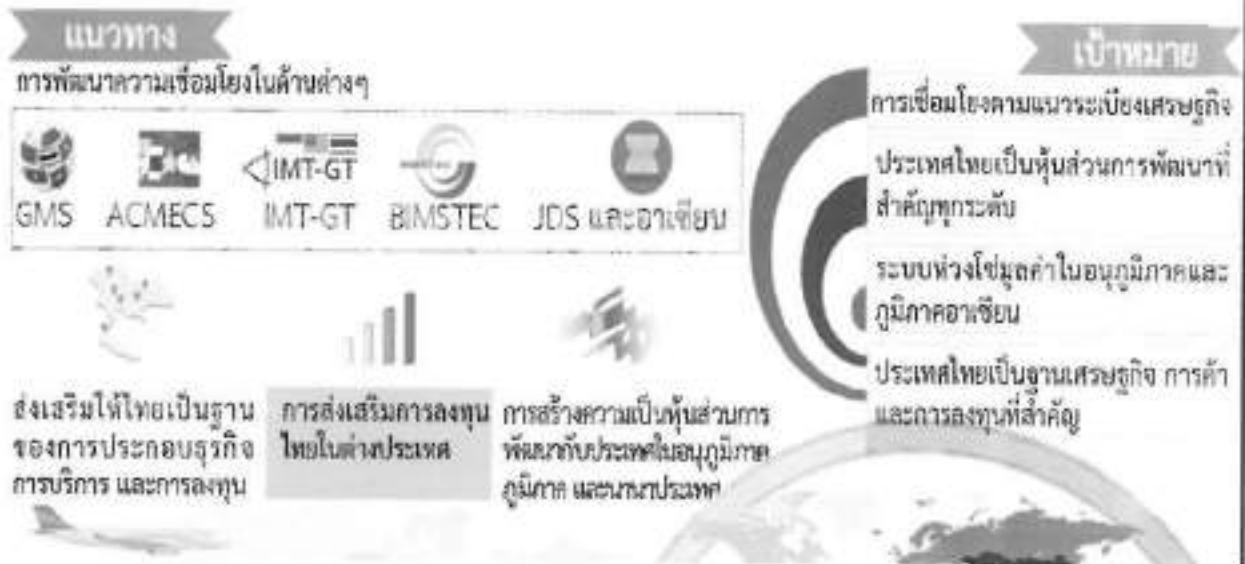 แนวทาง
การพัฒนาความเชื่อมโยงในด้านต่างๆ
IMT-GT
GMS ACMECS IMT-GT BIMSTEC JDS และอาเซียน
ส่งเสริมให้ไทยเป็นฐาน
ของการประกอบธุรกิจ
การบริการ และการลงทุน
การส่งเสริมการลงทุน
ไทยในต่างประเทศ
การสร้างความเป็นหุ้นส่วนการ
พัฒนากับประเทศในอนุภูมิภาค
ภูมิภาค และนานาประเทศ
เป้าหมาย
การเชื่อมโยงตามแนวระเบียงเศรษฐกิจ
ประเทศไทยเป็นหุ้นส่วนการพัฒนาที่
สำคัญทุกระดับ
ระบบห่วงโซ่มูลค่าในอนุภูมิภาคและ
ภูมิภาคอาเซียน
ประเทศไทยเป็นฐานเศรษฐกิจ การค้า
และการลงทุนที่สำคัญ